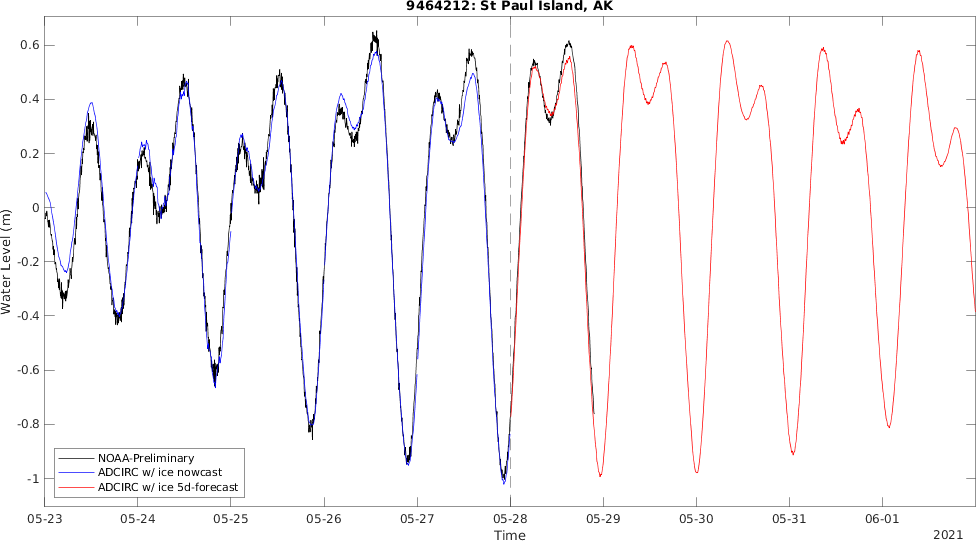 9464212: St Paul Island, AK
Water Level (m)
0.6
0.4
0.2
0
-0.2
-0.4
-0.6
-0.8
-1
NOAA-Preliminary
ADCIRC w/ ice nowcast
ADCIRC w/ ice 5d-forecast
05-23 05-24 05-25 05-26 05-27 05-28 05-29 05-30 05-31 06-01
Time
2021